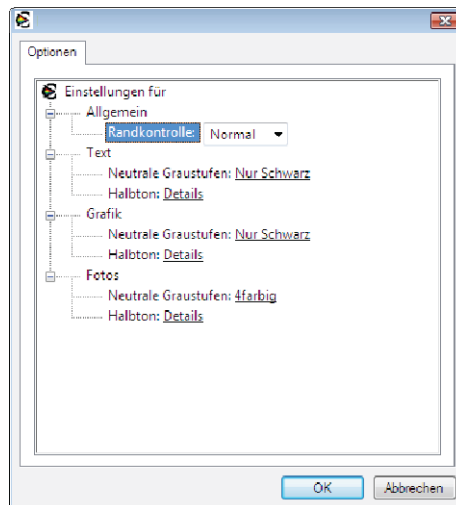 Optionen
Einstellungen für
Allgemein
Randkontrolle: Normal
Text
Neutrale Graustufen: Nur Schwarz
Halbton: Details
Grafik
Neutrale Graustufen: Nur Schwarz
Halbton: Details
Fotos
Neutrale Graustufen: 4farbig
Halbton: Details
OK Abbrechen